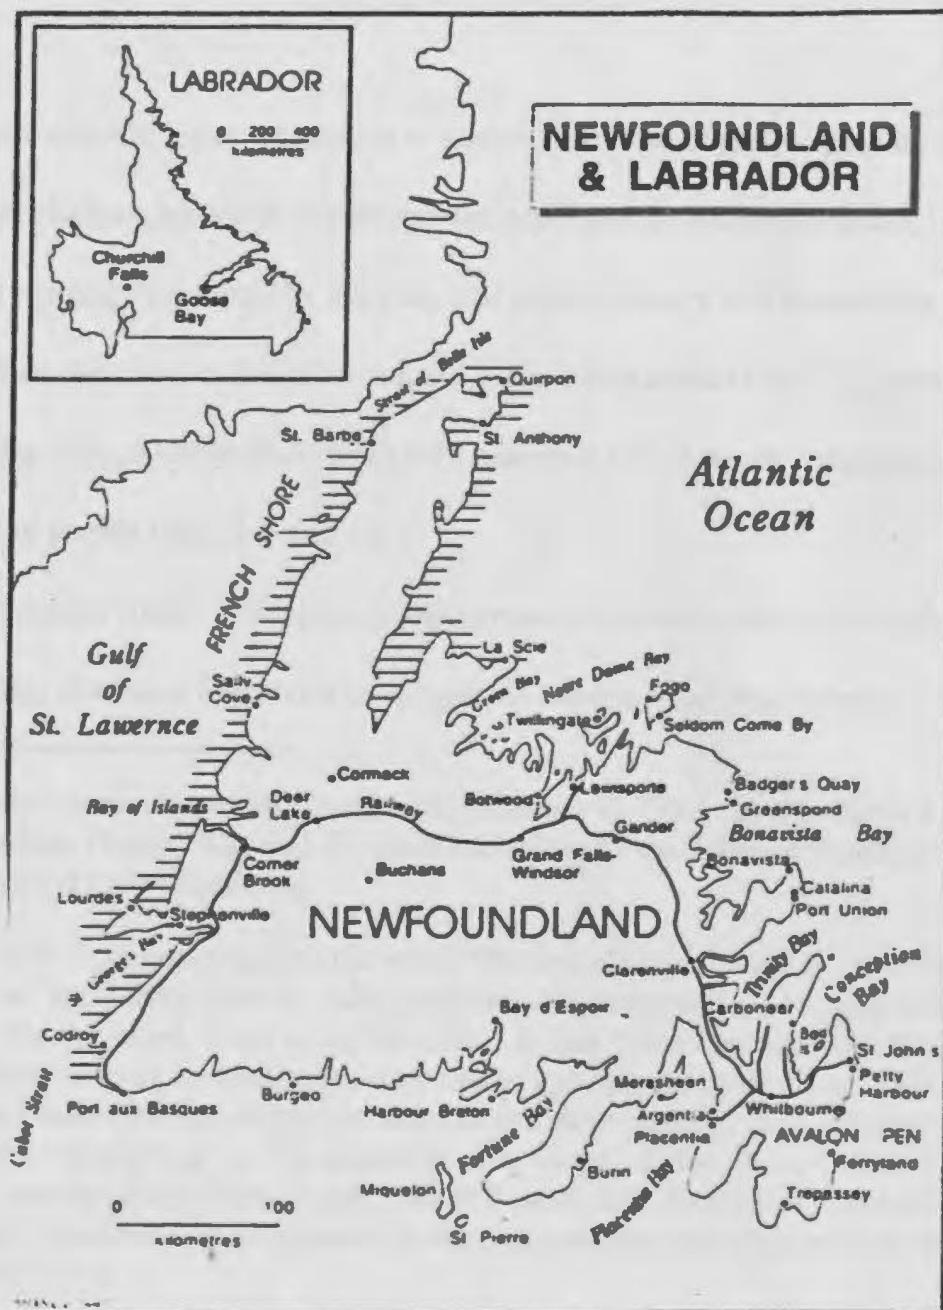 LABRADOR
0 200 400
kilometres
Churchill
Falls
Goose
Bay
NEWFOUNDLAND
& LABRADOR
Strait of Belle Isle
Quirpon
St. Barbe
St. Anthony
Atlantic
Ocean
FRENCH SHORE
Gulf
of
St. Lawernce
La Scie
Green Bay
Notre Dame Bay
Sally
Cove
Fogo
Twillingate
Seldom Come By
Cormack
Lewisporte
Badger's Quay
Botwood
Greenspond
Bay of Islands
Deer
Lake
Railway
Gander
Bonavista Bay
Corner
Brook
Buchans
Grand Falls-
Windsor
Bonavista
Catalina
Port Union
Lourdes
Stephenville
NEWFOUNDLAND
St. George's Bay
Clarenville
Trinity Bay
Conception
Bay
Carbonear
Bay d'Espoir
Bell
Is
St John's
Codroy
Petty
Harbour
Merasheen
Port aux Basques
Burgeo
Harbour Breton
Argentia
Placentia
Whitbourne
Cabot Strait
Fortune Bay
AVALON PEN
Ferryland
Burin
Miquelon
Placentia Bay
Trepassey
0 100
kilometres
St Pierre